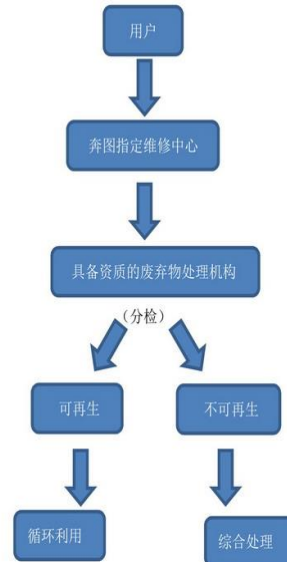 用户
奔图指定维修中心
具备资质的废弃物处理机构
（分检）
可再生
不可再生
循环利用
综合处理